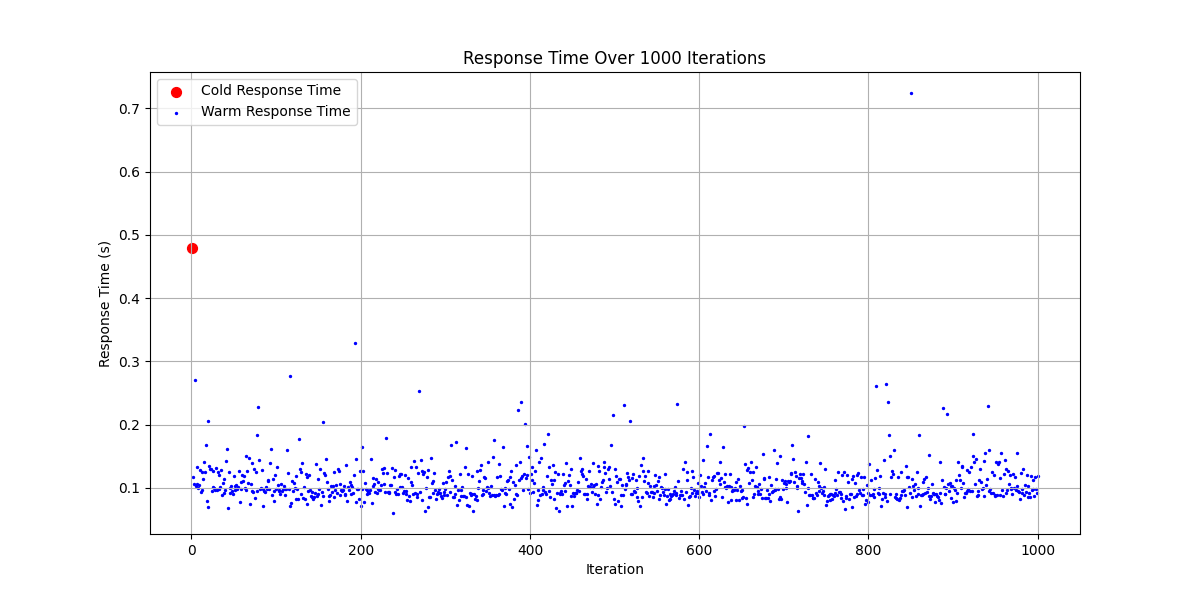 Response Time Over 1000 Iterations
Cold Response Time
Warm Response Time
Response Time (s)
0.7
0.6
0.5
0.4
0.3
0.2
0.1
0 200 400 600 800 1000
Iteration